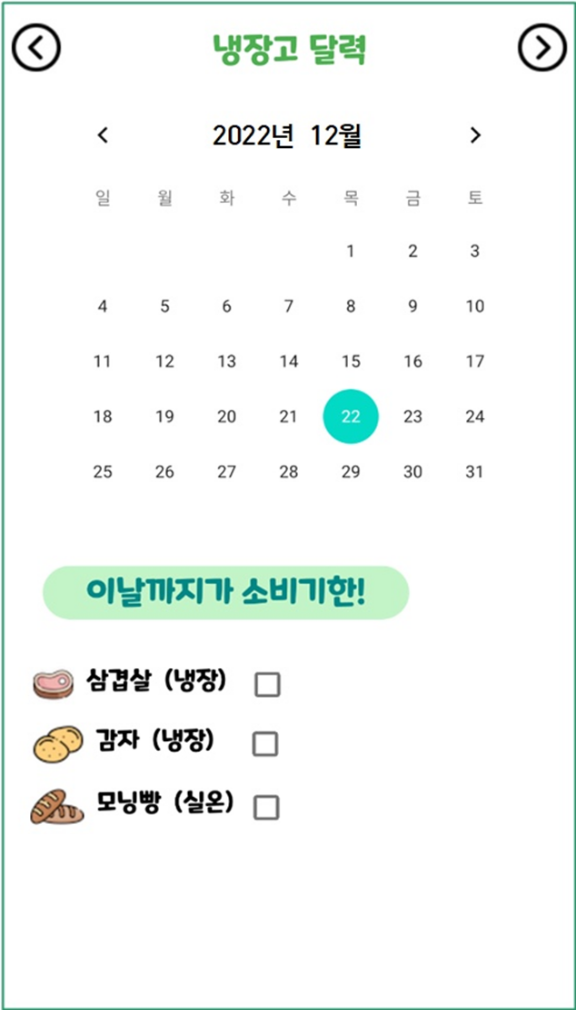 냉장고 달력
2022년 12월
일 월 화 수 목 금 토
1 2 3
4 5 6 7 8 9 10
11 12 13 14 15 16 17
18 19 20 21 22 23 24
25 26 27 28 29 30 31
이날까지가 소비기한!
삼겹살 (냉장)
감자 (냉장)
모닝빵 (실온)